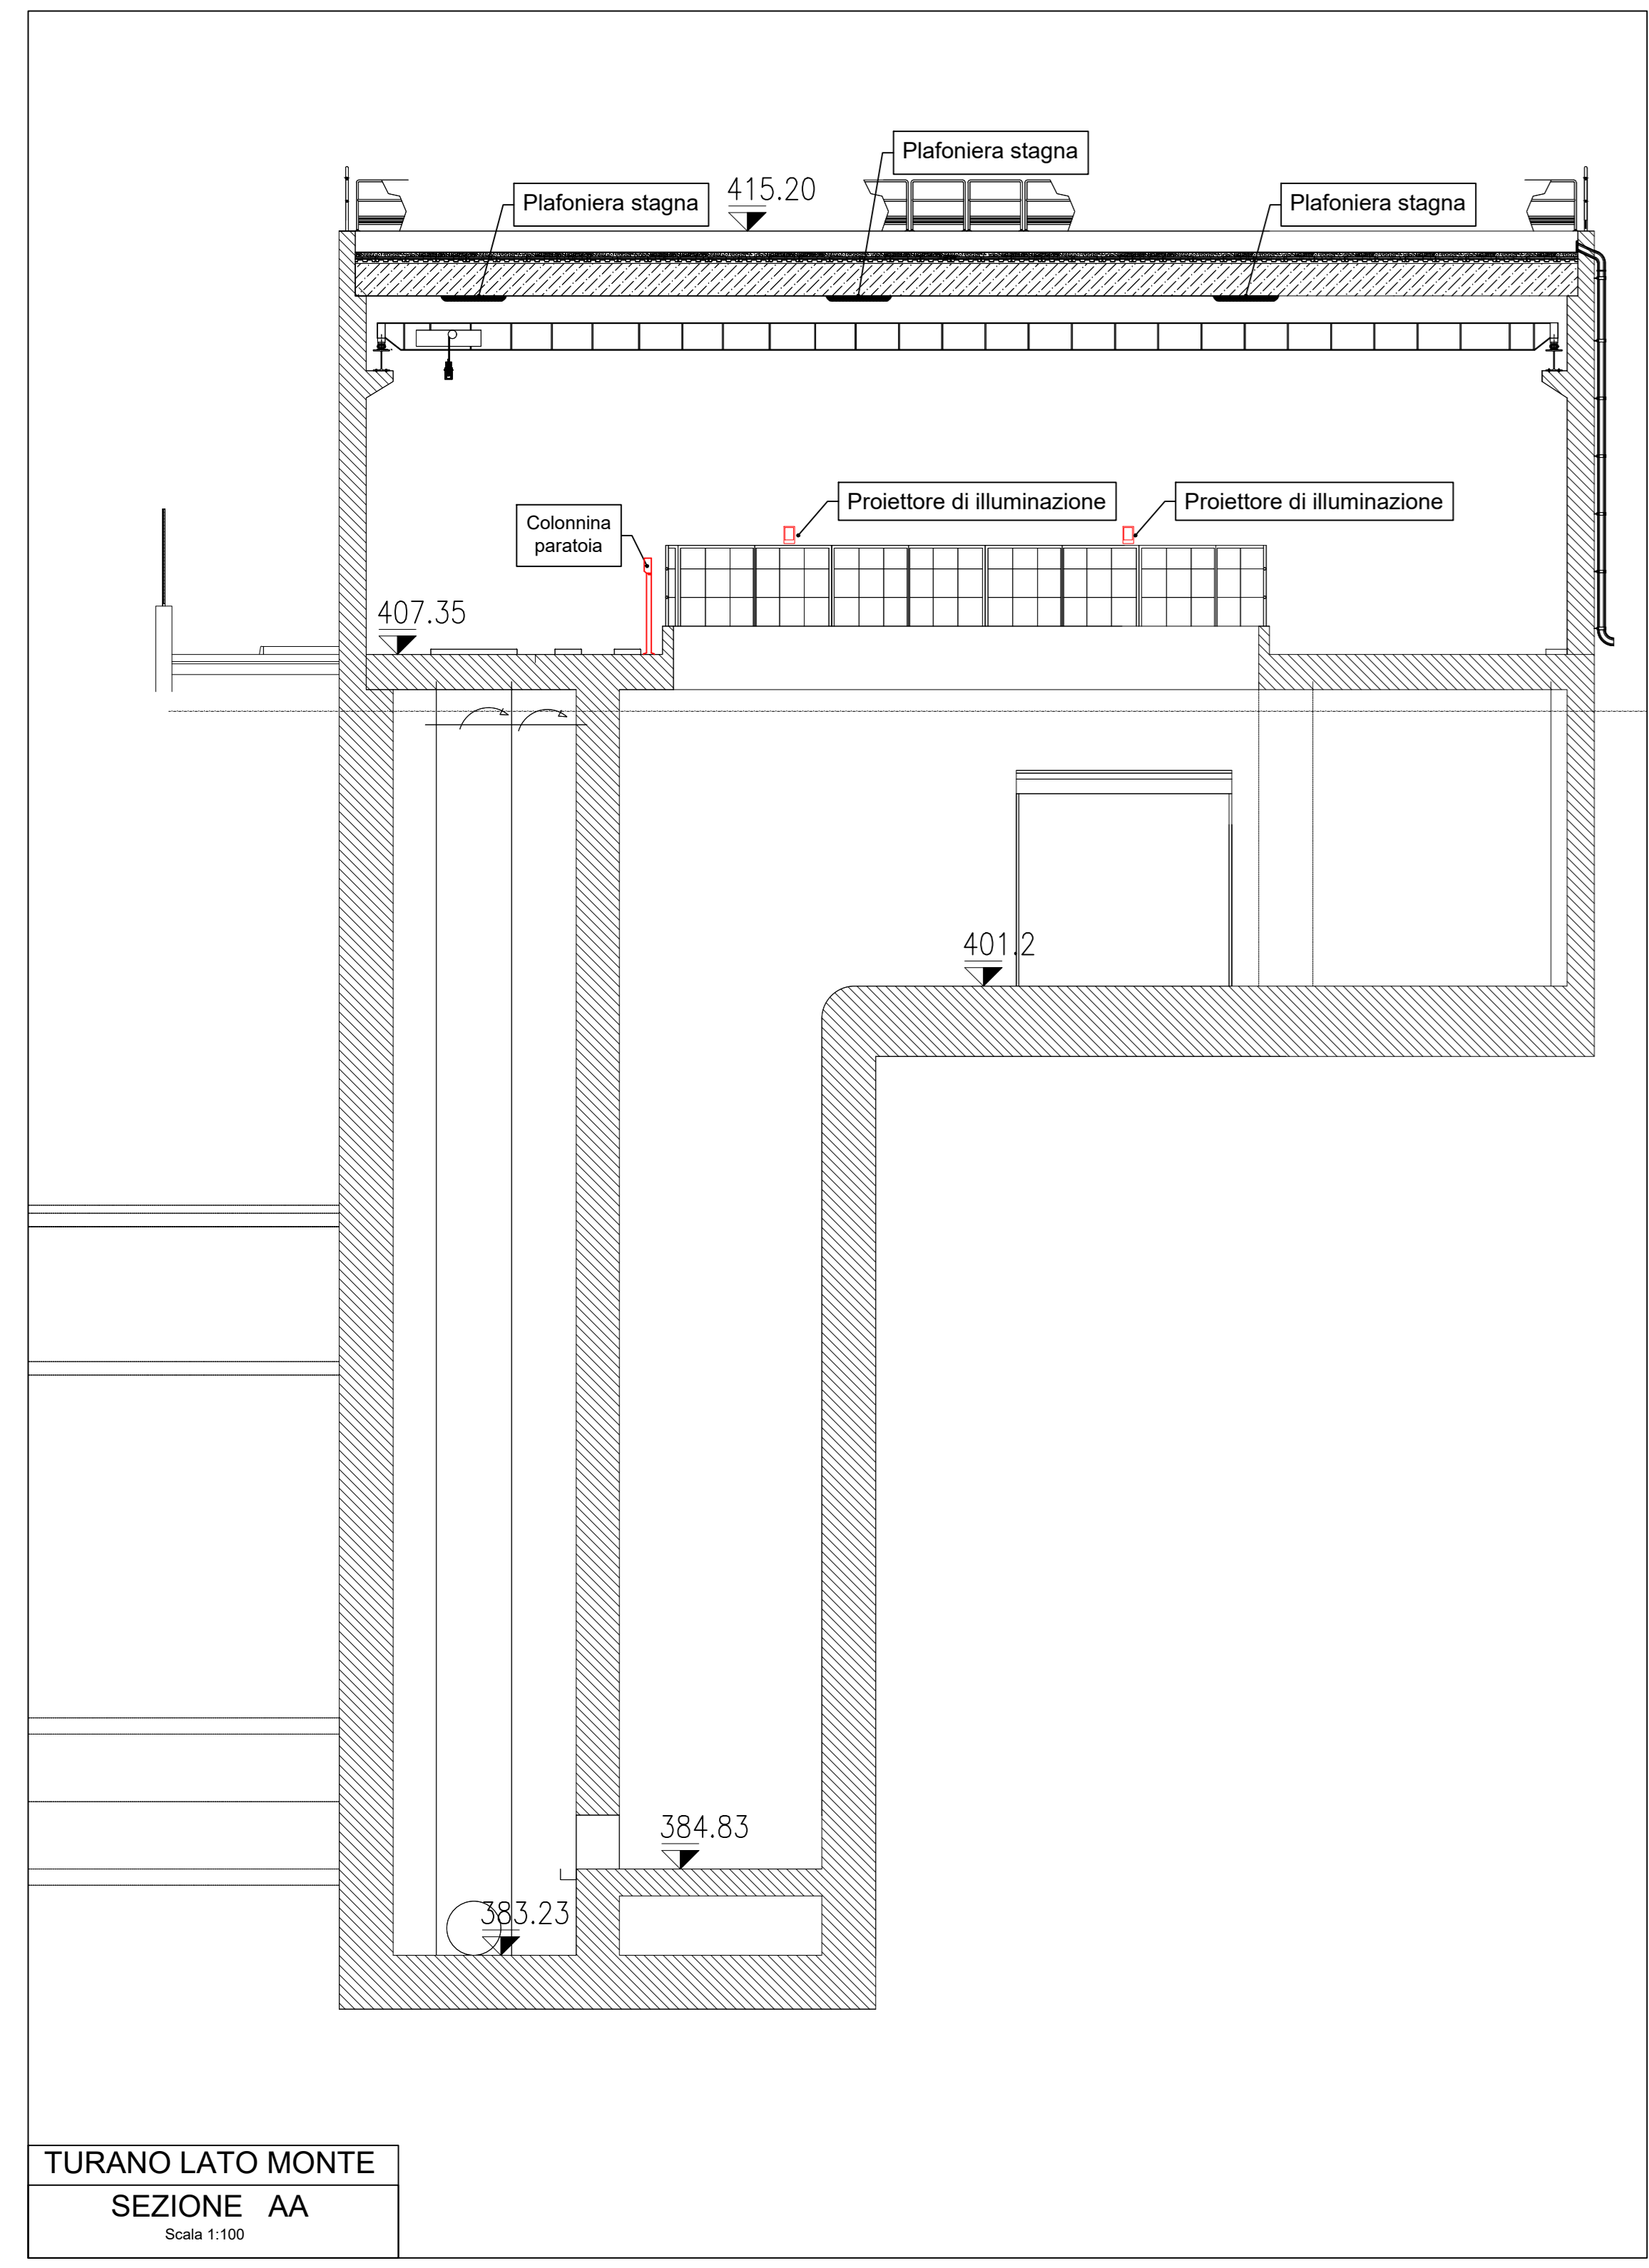 Plafoniera stagna
Plafoniera stagna
415.20
Plafoniera stagna
Proiettore di illuminazione
Proiettore di illuminazione
Colonnina
paratoia
407.35
401.2
384.83
383.23
TURANO LATO MONTE
SEZIONE AA
Scala 1:100